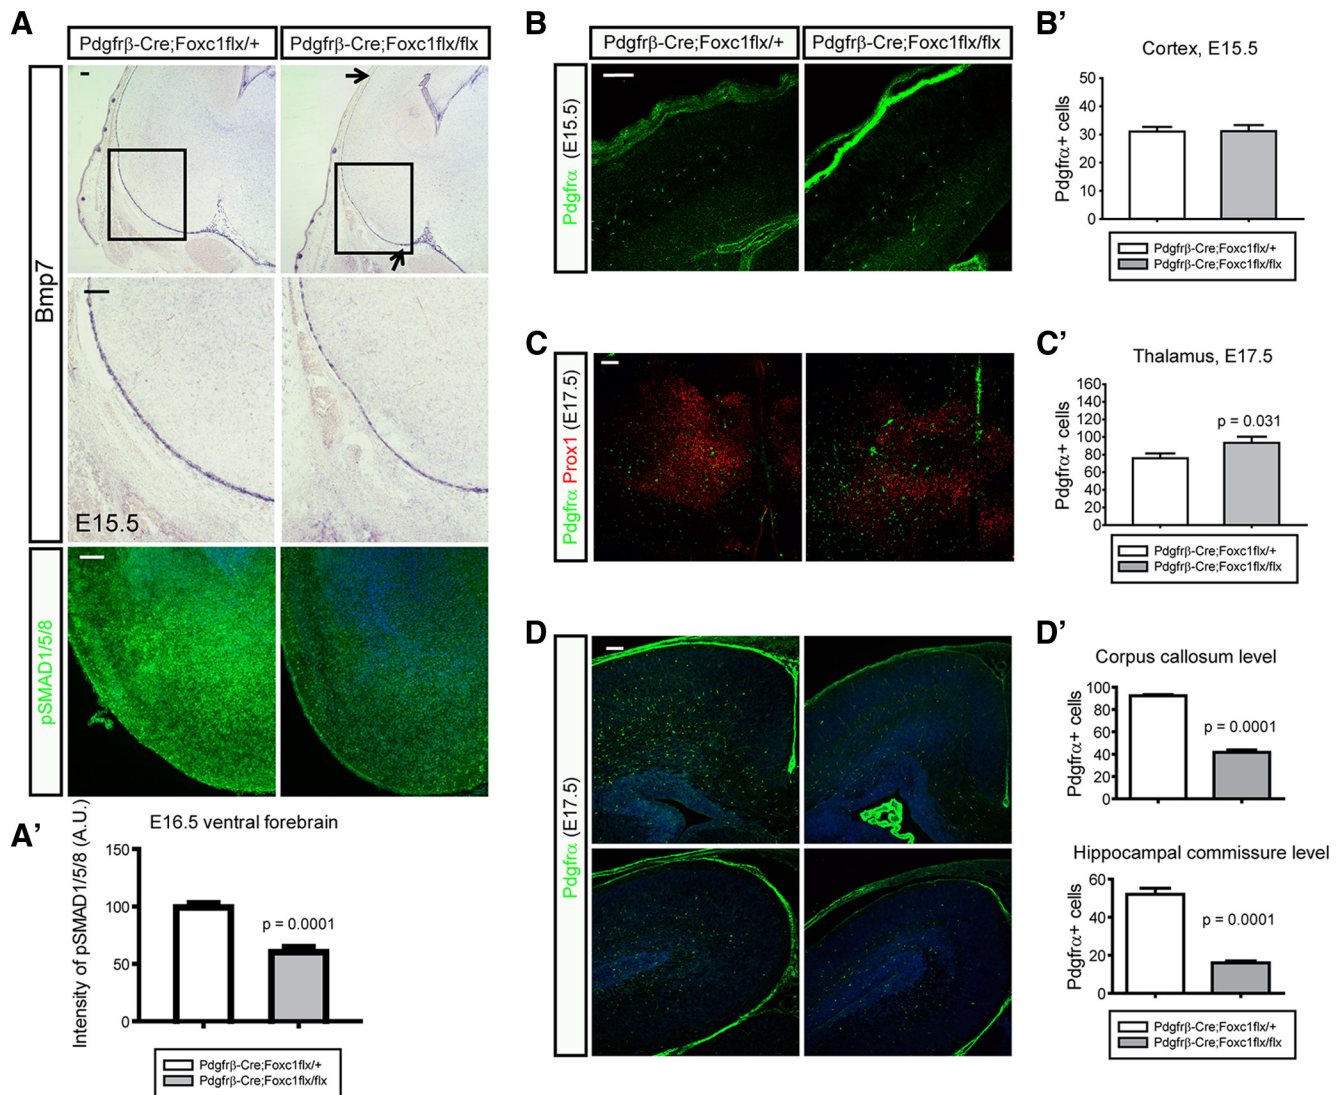 A
Pdgfrβ-Cre;Foxc1flx/+
Pdgfrβ-Cre;Foxc1flx/flx
Bmp7
E15.5
pSMAD1/5/8
A'
E16.5 ventral forebrain
Intensity of pSMAD1/5/8 (A.U.)
150
100
50
0
p = 0.0001
Pdgfrβ-Cre;Foxc1flx/+
Pdgfrβ-Cre;Foxc1flx/flx
B
Pdgfrβ-Cre;Foxc1flx/+
Pdgfrβ-Cre;Foxc1flx/flx
Pdgfrα (E15.5)
B'
Cortex, E15.5
Pdgfrα+ cells
50
40
30
20
10
0
Pdgfrβ-Cre;Foxc1flx/+
Pdgfrβ-Cre;Foxc1flx/flx
C
Pdgfrα Prox1 (E17.5)
C'
Thalamus, E17.5
Pdgfrα+ cells
160
140
120
100
80
60
40
20
0
p = 0.031
Pdgfrβ-Cre;Foxc1flx/+
Pdgfrβ-Cre;Foxc1flx/flx
D
Pdgfrα (E17.5)
D'
Corpus callosum level
Pdgfrα+ cells
100
80
60
40
20
0
p = 0.0001
Hippocampal commissure level
Pdgfrα+ cells
60
40
20
0
p = 0.0001
Pdgfrβ-Cre;Foxc1flx/+
Pdgfrβ-Cre;Foxc1flx/flx